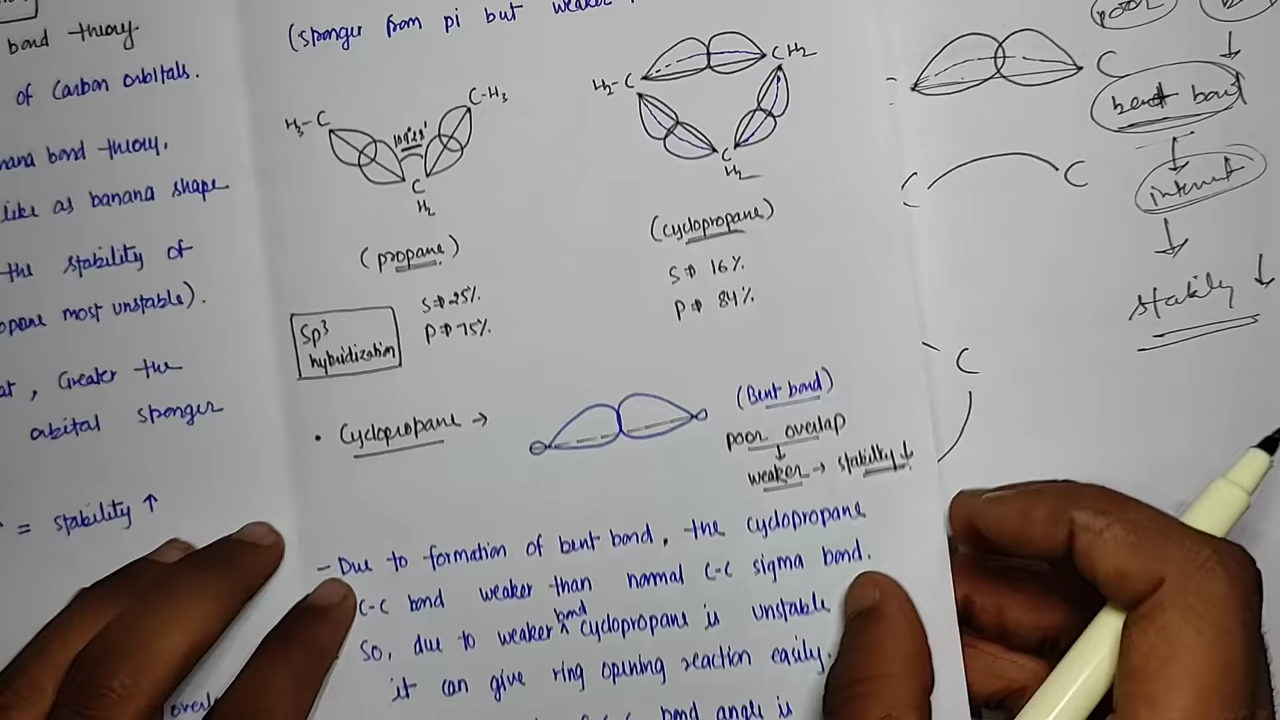 bond theory.
of Carbon orbitals.
bond theory.
like as banana shape
the stability of
most unstable).
, Greater the
orbital stronger
= stability ↑
(stronger from pi but weaker
H3-C
C-H3
109°28'
C
H2
(propane)
Sp3
hybridization
S⇒25%.
P⇒75%.
H2-C
CH2
C
H2
(cyclopropane)
S⇒ 16%
P⇒ 84%
• Cyclopropane →
(Bent bond)
poor overlap
↓
weaker → stability↓
- Due to formation of bent bond, the cyclopropane
C-C bond weaker than normal C-C sigma bond.
So, due to weaker bond cyclopropane is unstable
it can give ring opening reaction easily.
bond angle is
poor
↓
C
bent bond
↓
C
C
↓
stability ↓
C